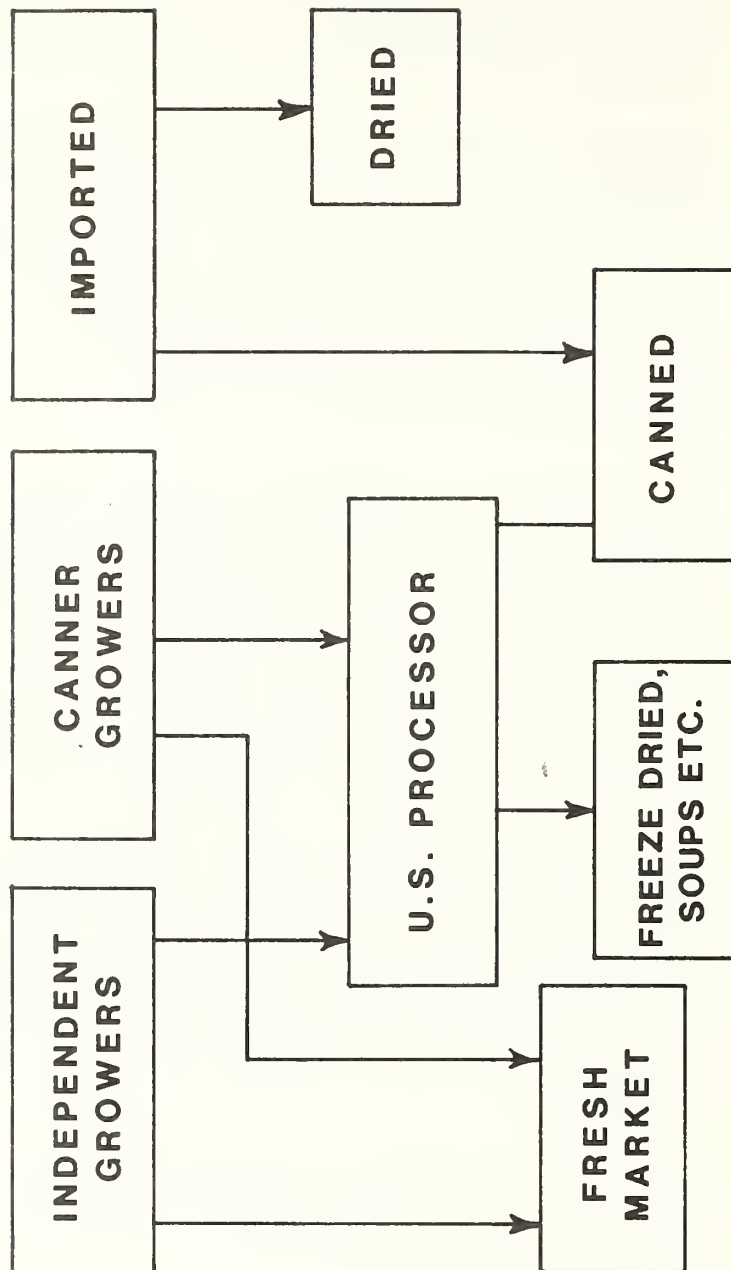 INDEPENDENT
GROWERS
CANNER
GROWERS
IMPORTED
U.S. PROCESSOR
DRIED
FRESH
MARKET
FREEZE DRIED,
SOUPS ETC.
CANNED